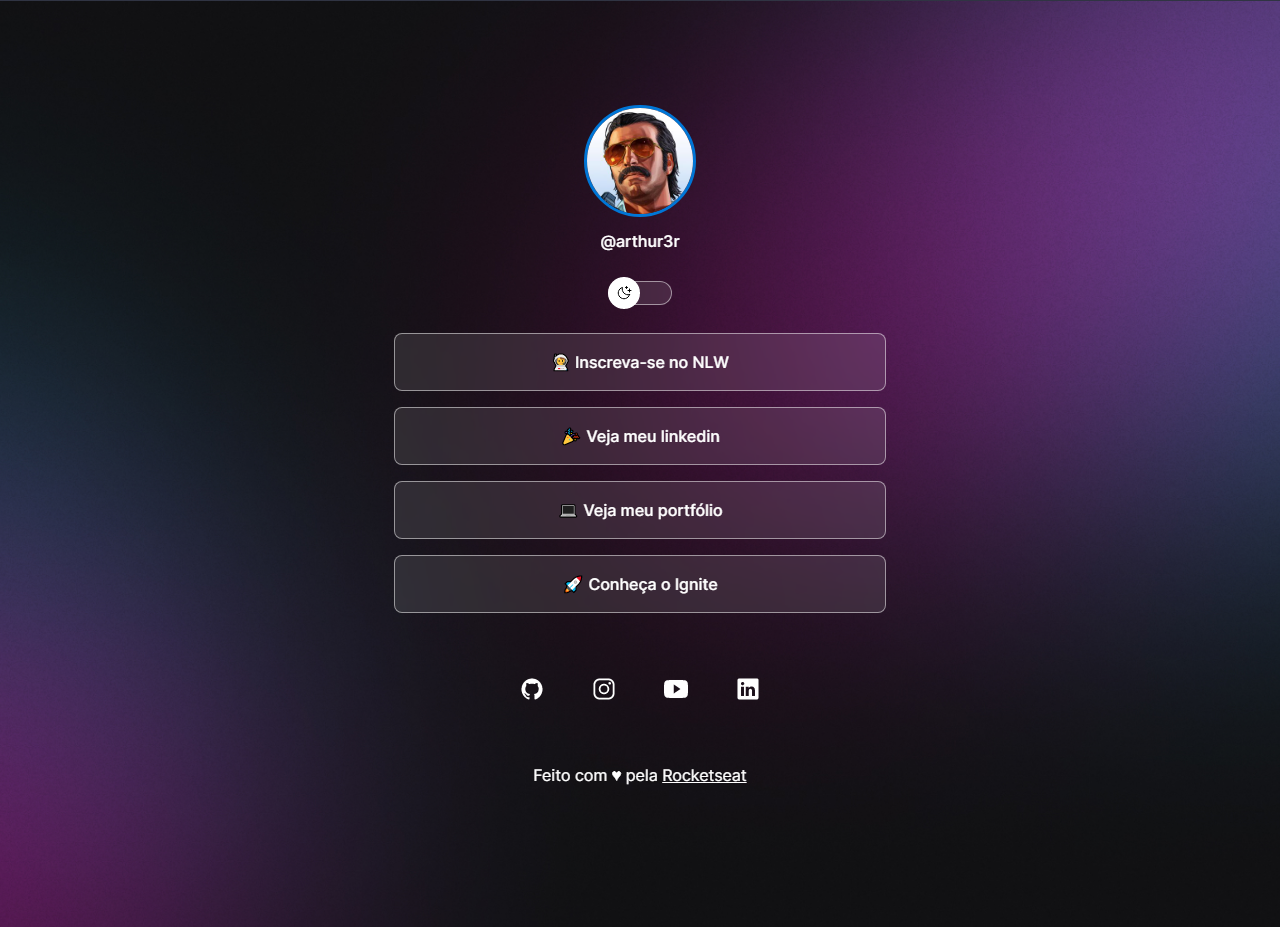 @arthur3r
🧑‍🚀 Inscreva-se no NLW
🎉 Veja meu linkedin
💻 Veja meu portfólio
🚀 Conheça o Ignite
Feito com ♥ pela Rocketseat